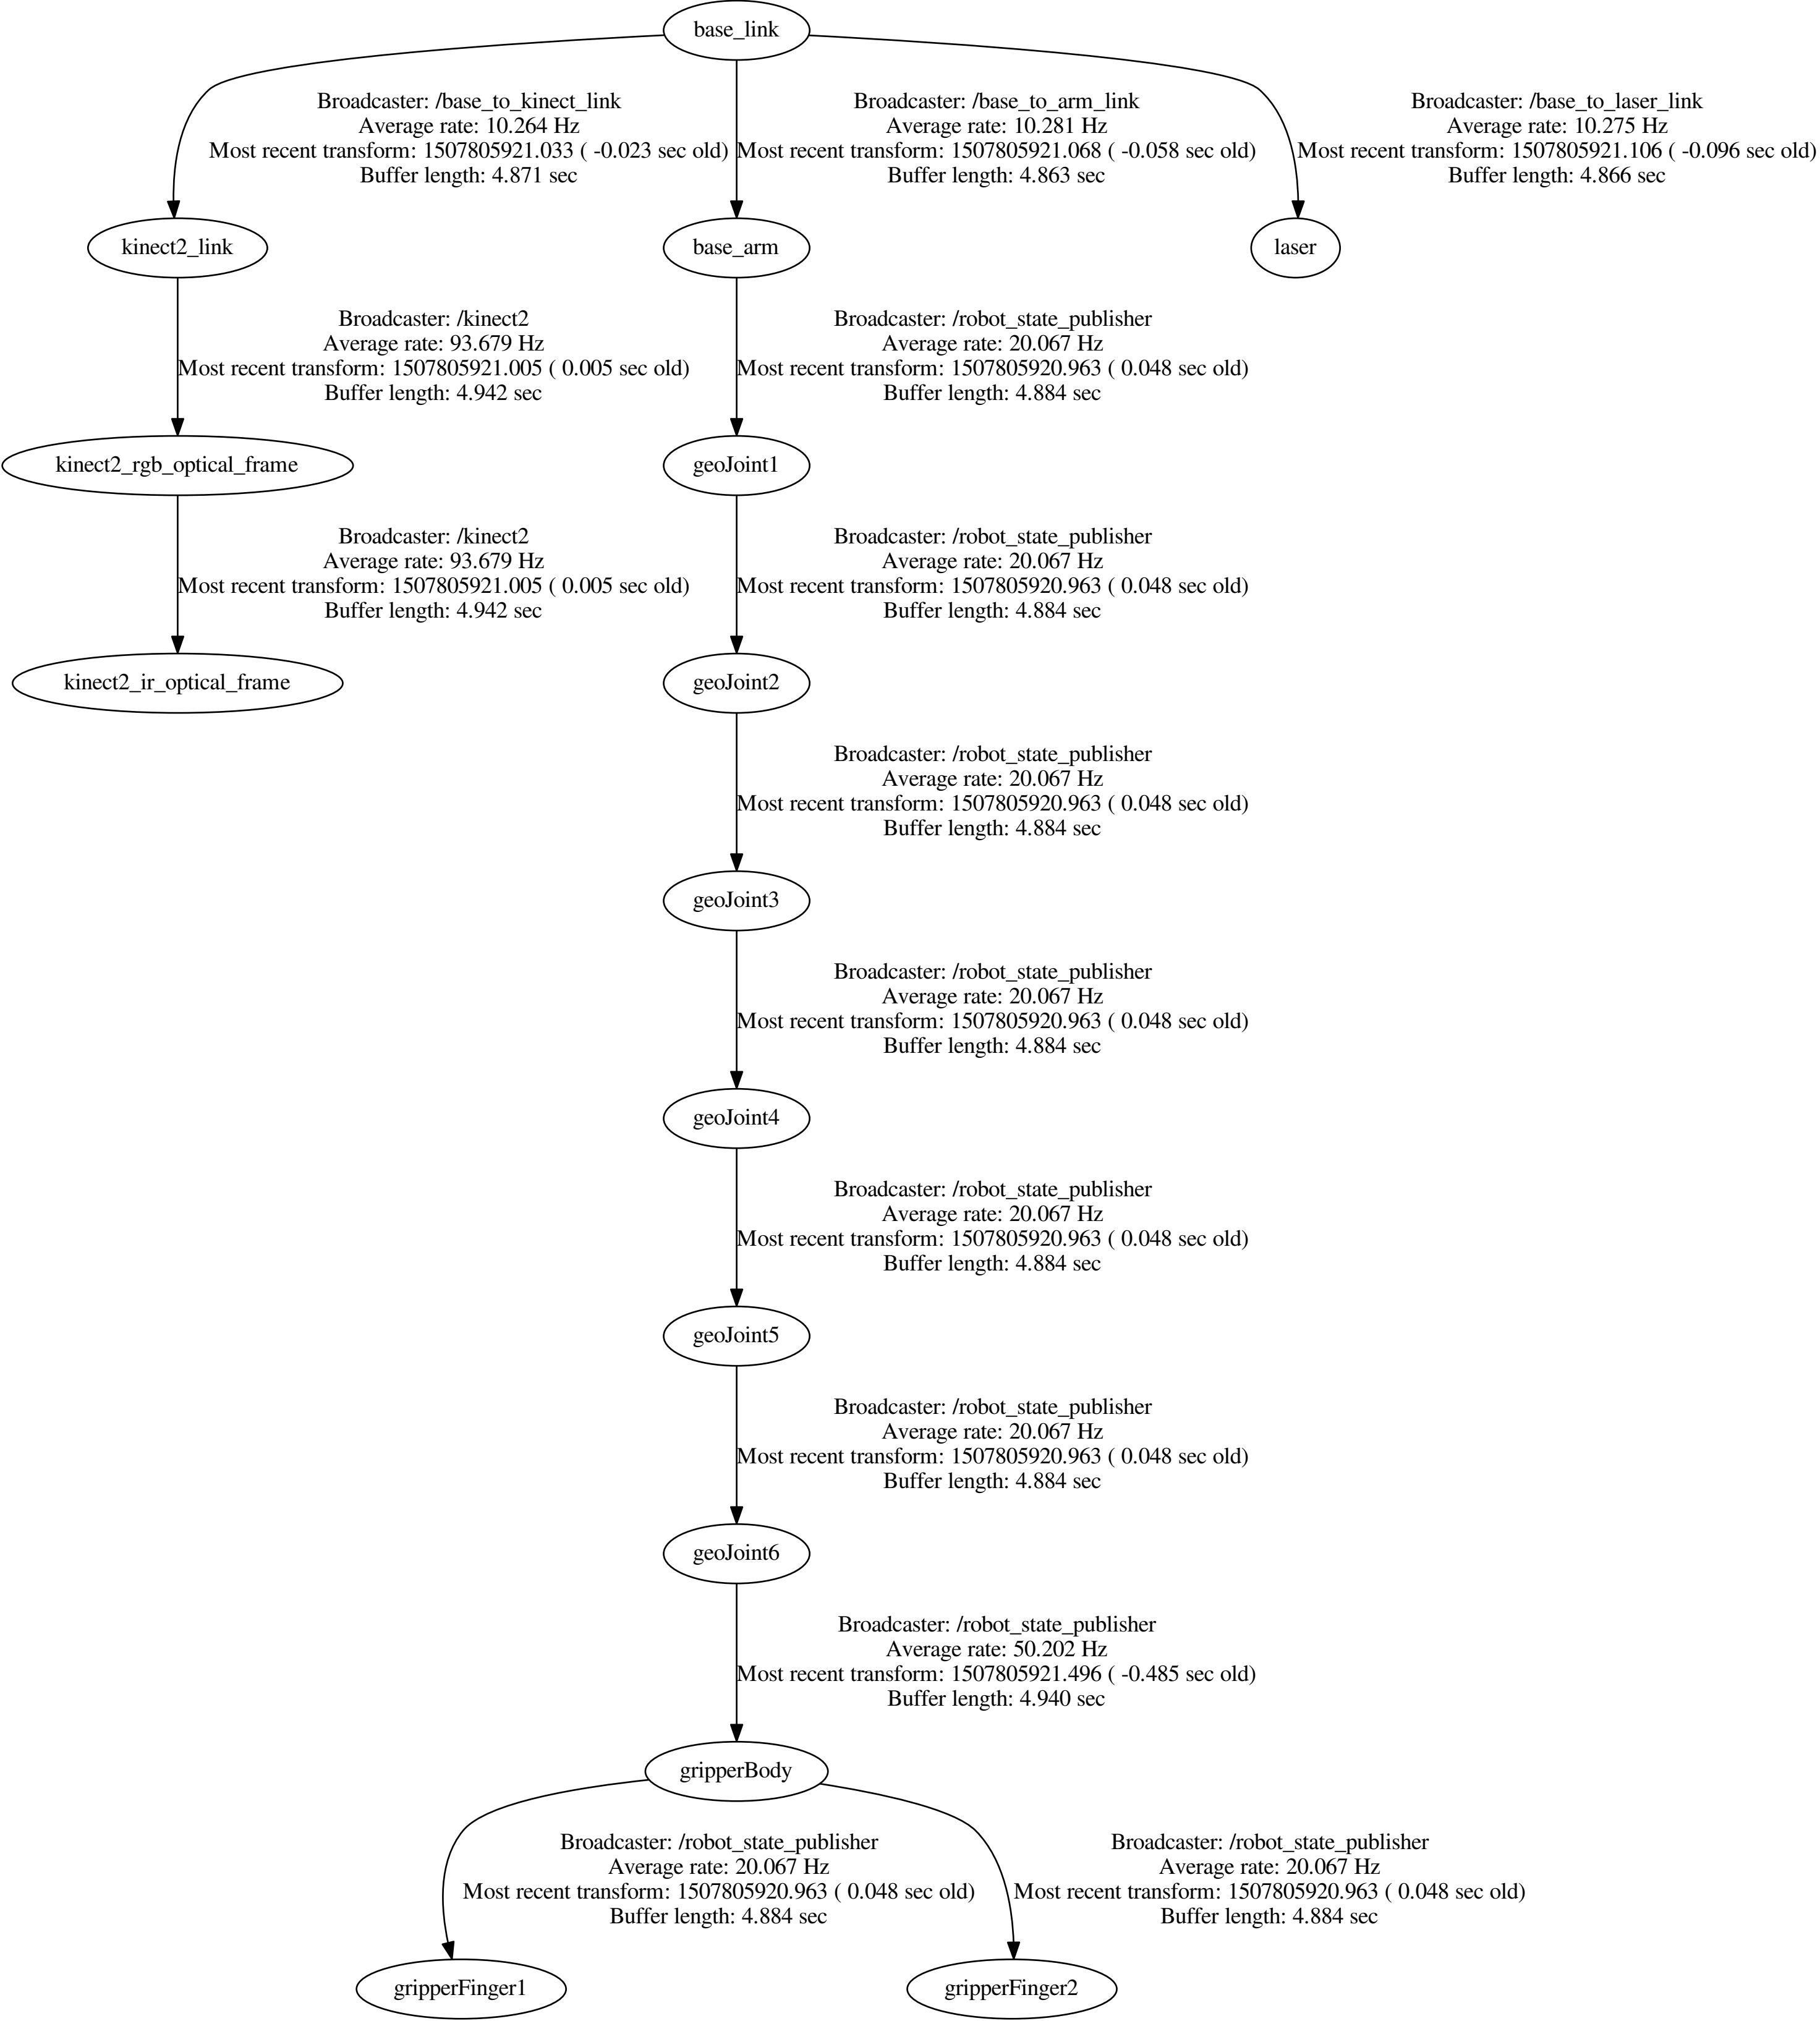 base_link
Broadcaster: /base_to_kinect_link
Average rate: 10.264 Hz
Most recent transform: 1507805921.033 ( -0.023 sec old)
Buffer length: 4.871 sec
Broadcaster: /base_to_arm_link
Average rate: 10.281 Hz
Most recent transform: 1507805921.068 ( -0.058 sec old)
Buffer length: 4.863 sec
Broadcaster: /base_to_laser_link
Average rate: 10.275 Hz
Most recent transform: 1507805921.106 ( -0.096 sec old)
Buffer length: 4.866 sec
kinect2_link
base_arm
laser
Broadcaster: /kinect2
Average rate: 93.679 Hz
Most recent transform: 1507805921.005 ( 0.005 sec old)
Buffer length: 4.942 sec
Broadcaster: /robot_state_publisher
Average rate: 20.067 Hz
Most recent transform: 1507805920.963 ( 0.048 sec old)
Buffer length: 4.884 sec
kinect2_rgb_optical_frame
geoJoint1
Broadcaster: /kinect2
Average rate: 93.679 Hz
Most recent transform: 1507805921.005 ( 0.005 sec old)
Buffer length: 4.942 sec
Broadcaster: /robot_state_publisher
Average rate: 20.067 Hz
Most recent transform: 1507805920.963 ( 0.048 sec old)
Buffer length: 4.884 sec
kinect2_ir_optical_frame
geoJoint2
Broadcaster: /robot_state_publisher
Average rate: 20.067 Hz
Most recent transform: 1507805920.963 ( 0.048 sec old)
Buffer length: 4.884 sec
geoJoint3
Broadcaster: /robot_state_publisher
Average rate: 20.067 Hz
Most recent transform: 1507805920.963 ( 0.048 sec old)
Buffer length: 4.884 sec
geoJoint4
Broadcaster: /robot_state_publisher
Average rate: 20.067 Hz
Most recent transform: 1507805920.963 ( 0.048 sec old)
Buffer length: 4.884 sec
geoJoint5
Broadcaster: /robot_state_publisher
Average rate: 20.067 Hz
Most recent transform: 1507805920.963 ( 0.048 sec old)
Buffer length: 4.884 sec
geoJoint6
Broadcaster: /robot_state_publisher
Average rate: 50.202 Hz
Most recent transform: 1507805921.496 ( -0.485 sec old)
Buffer length: 4.940 sec
gripperBody
Broadcaster: /robot_state_publisher
Average rate: 20.067 Hz
Most recent transform: 1507805920.963 ( 0.048 sec old)
Buffer length: 4.884 sec
Broadcaster: /robot_state_publisher
Average rate: 20.067 Hz
Most recent transform: 1507805920.963 ( 0.048 sec old)
Buffer length: 4.884 sec
gripperFinger1
gripperFinger2